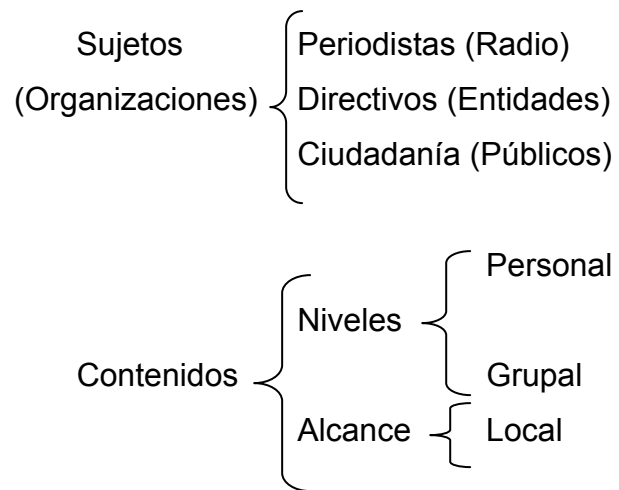 Sujetos Periodistas (Radio)
(Organizaciones) Directivos (Entidades)
Ciudadanía (Públicos)
Personal
Niveles
Contenidos Grupal
Alcance Local